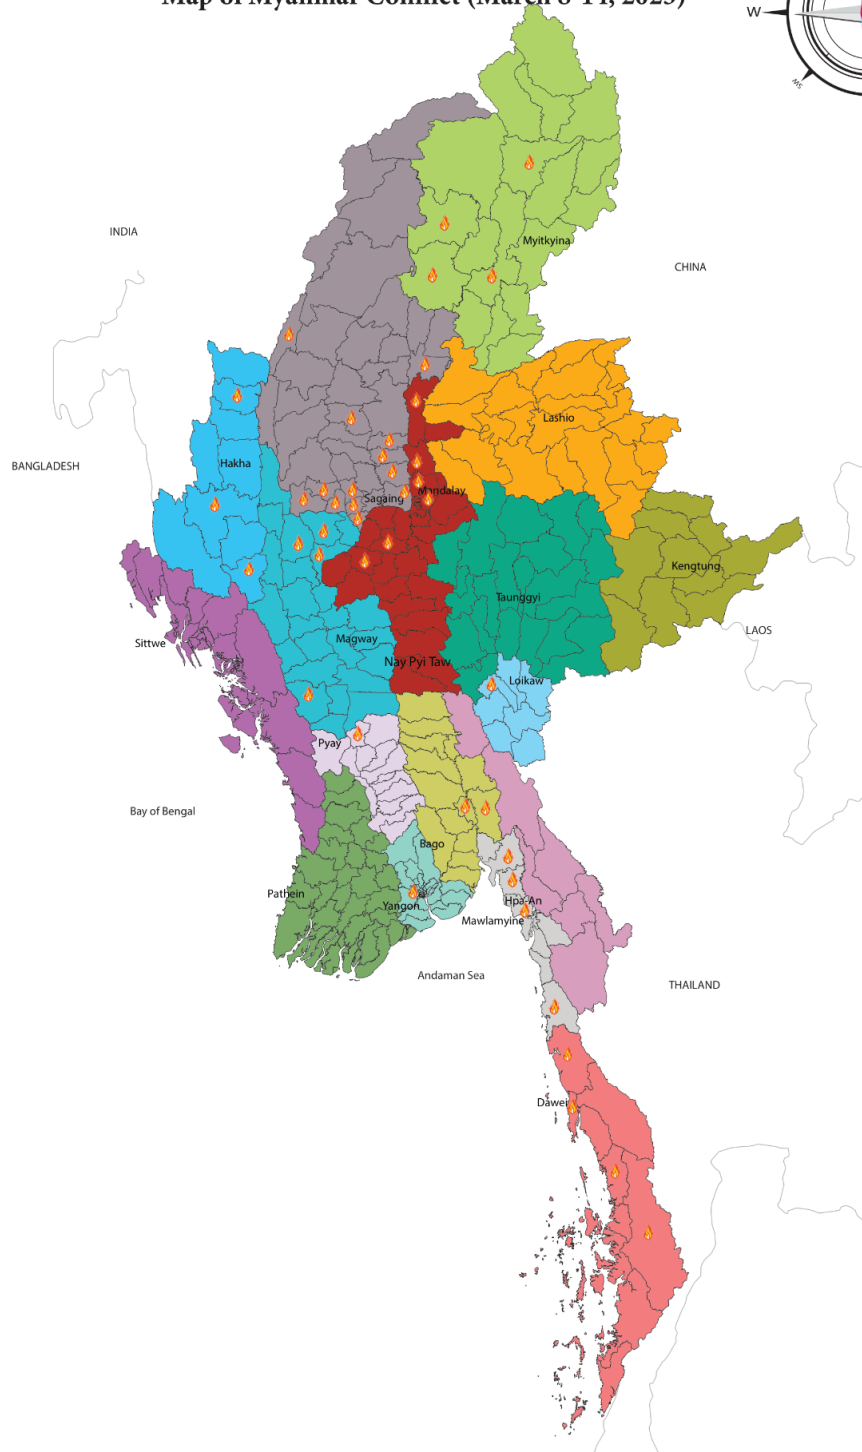 Map of Myanmar Conflict (March 8-14, 2023)
W
SW
INDIA
Myitkyina
CHINA
Lashio
Hakha
BANGLADESH
Mandalay
Sagaing
Kengtung
Taunggyi
LAOS
Sittwe
Magway
Nay Pyi Taw
Loikaw
Pyay
Bay of Bengal
Bago
Pathein
Hpa-An
Yangon
Mawlamyine
Andaman Sea
THAILAND
Dawei